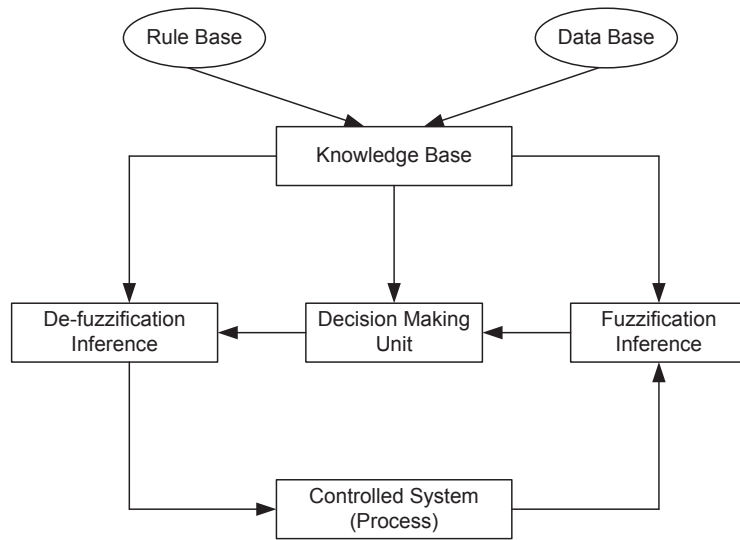 Rule Base
Data Base
Knowledge Base
De-fuzzification
Inference
Decision Making
Unit
Fuzzification
Inference
Controlled System
(Process)